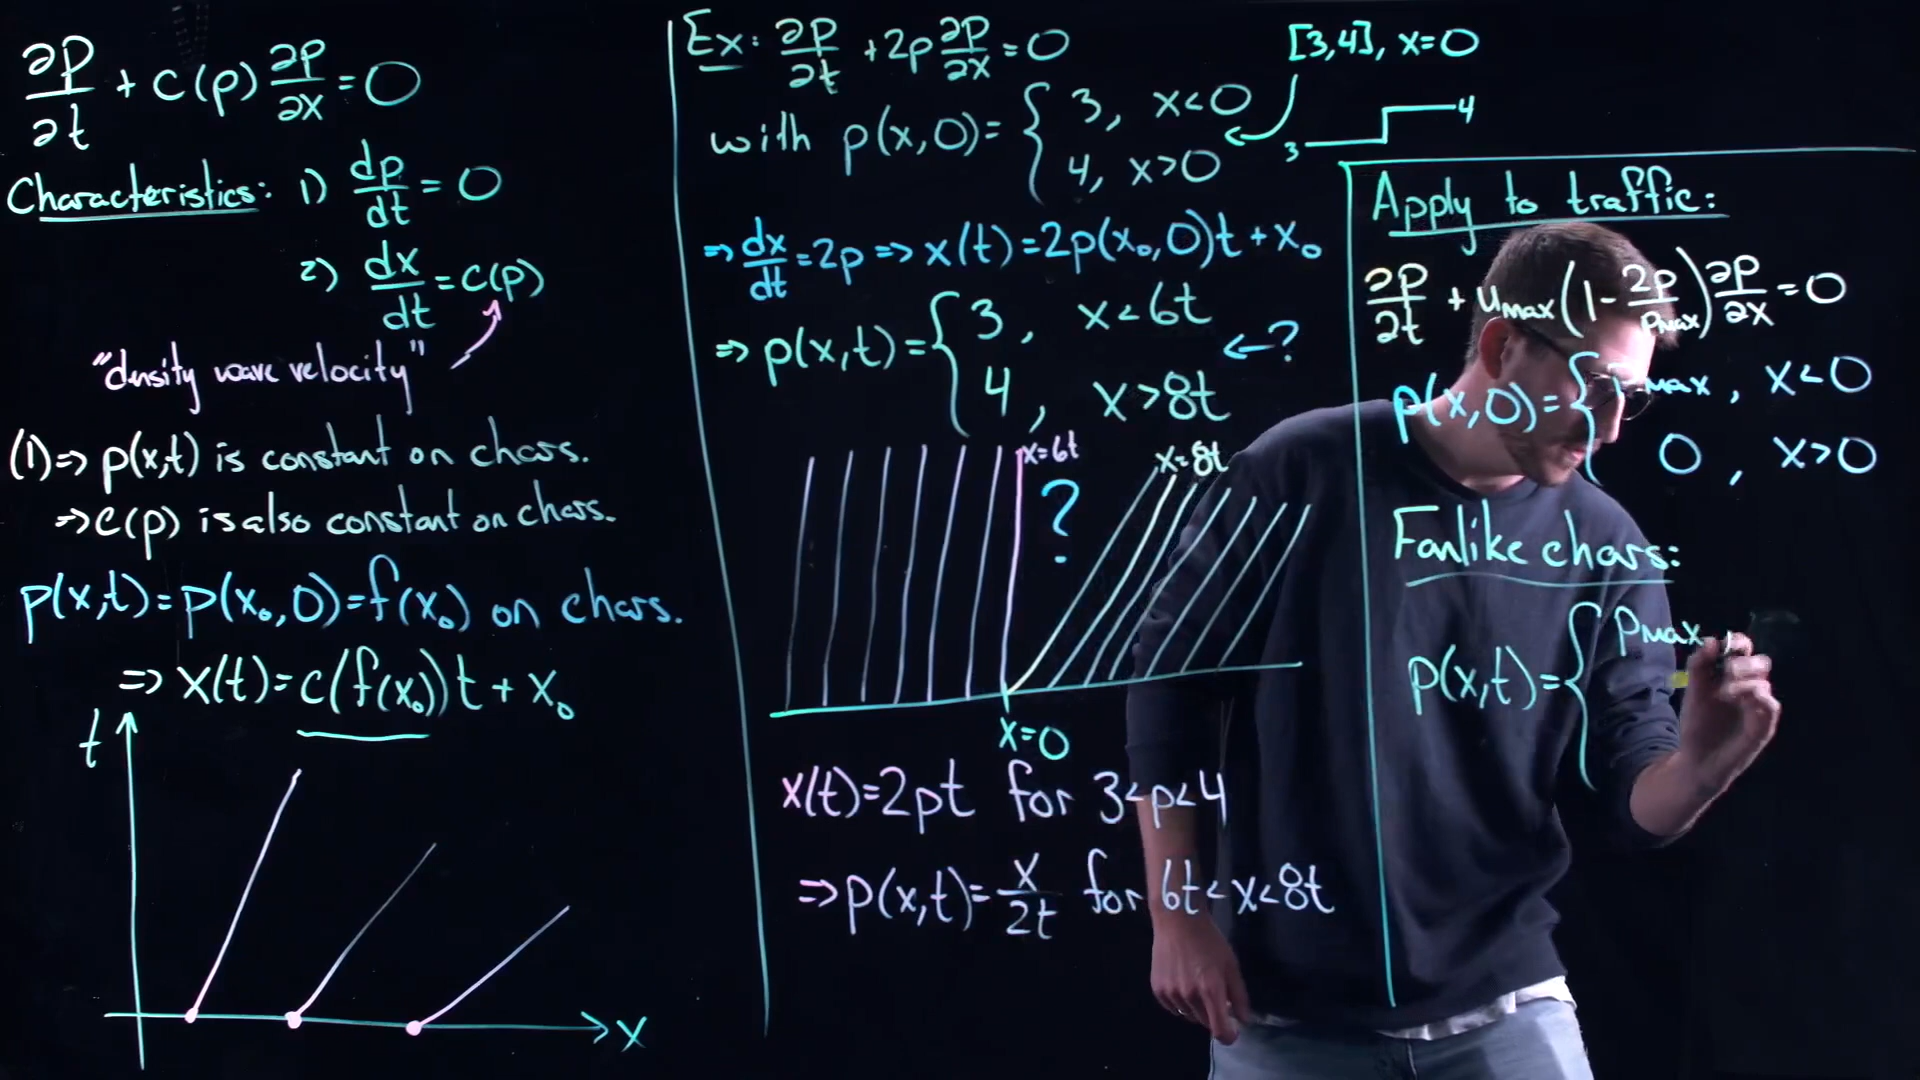 ∂ρ/∂t + c(ρ) ∂ρ/∂x = 0
Characteristics: 1) dρ/dt = 0
2) dx/dt = c(ρ)
"density wave velocity"
(1) ⇒ ρ(x,t) is constant on chars.
⇒ c(ρ) is also constant on chars.
ρ(x,t) = ρ(x₀,0) = f(x₀) on chars.
⇒ x(t) = c(f(x₀))t + x₀
t
x
Ex: ∂ρ/∂t + 2ρ ∂ρ/∂x = 0
[3,4], x=0
with ρ(x,0) = { 3, x<0
4, x>0
3
4
⇒ dx/dt = 2ρ ⇒ x(t) = 2ρ(x₀,0)t + x₀
⇒ ρ(x,t) = { 3, x<6t
4, x>8t
←?
x=6t
x=8t
?
x=0
x(t) = 2ρt for 3<ρ<4
⇒ ρ(x,t) = x/2t for 6t<x<8t
Apply to traffic:
∂ρ/∂t + uMAX(1 - 2ρ/ρMAX) ∂ρ/∂x = 0
ρ(x,0) = { ρMAX, x<0
0, x>0
Fanlike chars:
ρ(x,t) = { ρMAX,